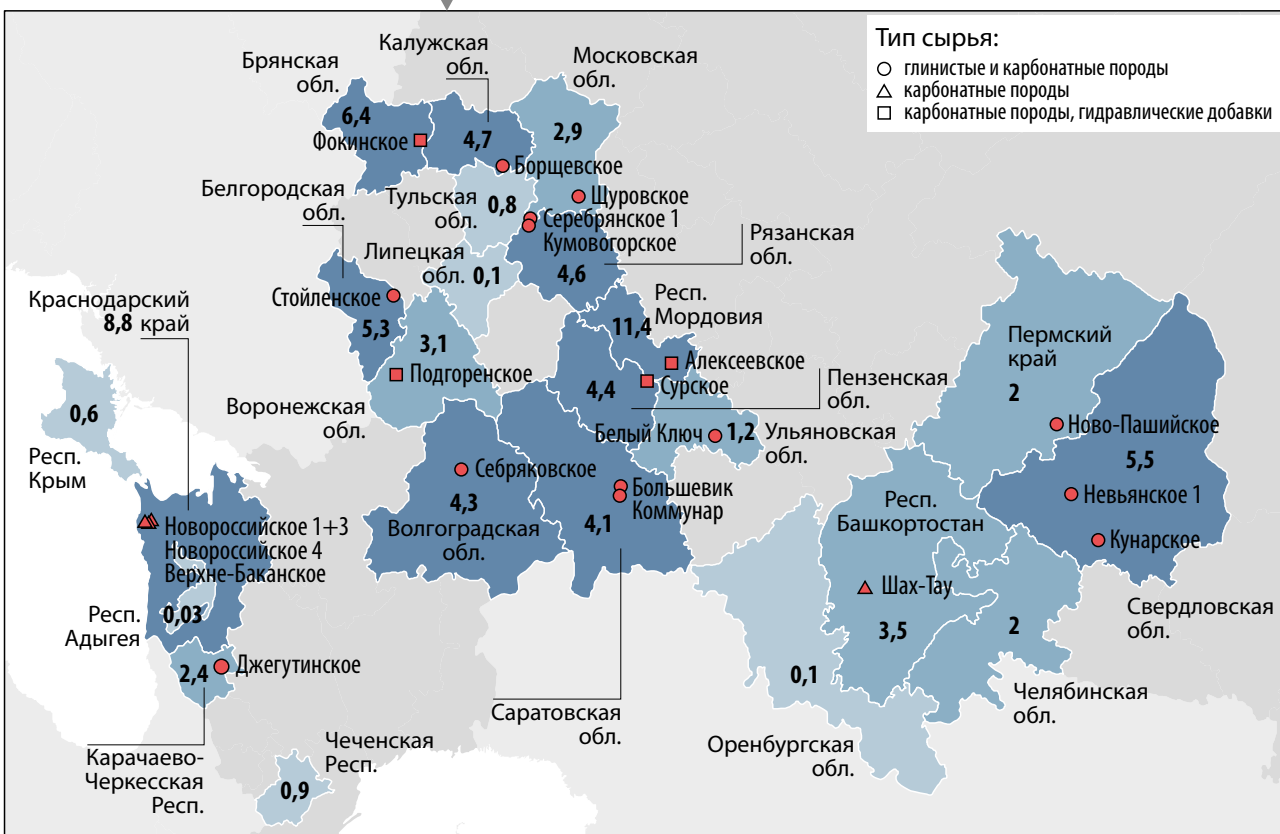 Тип сырья:
глинистые и карбонатные породы
карбонатные породы
карбонатные породы, гидравлические добавки
Брянская
обл.
Калужская
обл.
Московская
обл.
6,4
Фокинское
4,7
2,9
Борщевское
Белгородская
обл.
Тульская
обл.
0,8
Щуровское
Серебрянское 1
Кумовогорское
Рязанская
обл.
4,6
Липецкая
обл.
0,1
Краснодарский
8,8 край
Стойленское
5,3
3,1
Подгоренское
Респ.
Мордовия
11,4
Алексеевское
Сурское
4,4
Пензенская
обл.
Пермский
край
2
Ново-Пашийское
5,5
Невьянское 1
Кунарское
0,6
Респ.
Крым
Воронежская
обл.
Белый Ключ
1,2
Ульяновская
обл.
Себряковское
4,3
Волгоградская
обл.
Большевик
Коммунар
4,1
Респ.
Башкортостан
Шах-Тау
3,5
2
Свердловская
обл.
Новороссийское 1+3
Новороссийское 4
Верхне-Баканское
Респ.
Адыгея
0,03
2,4
Джегутинское
0,1
Челябинская
обл.
Саратовская
обл.
Оренбургская
обл.
Карачаево-
Черкесская
Респ.
Чеченская
Респ.
0,9